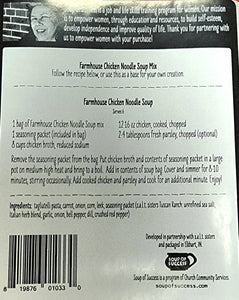 is a job and life skill training program for women. Our mission
is to empower women, through education and resources, to build self-esteem,
develop independence and improve quality of life. Thank you for partnering with
us to empower women with your purchase!
Farmhouse Chicken Noodle Soup Mix
Follow the recipe below, or use this as a base for your own creation.
Farmhouse Chicken Noodle Soup
Serves 6
1 bag of Farmhouse Chicken Noodle Soup mix
1 seasoning packet (included in bag)
8 cups chicken broth, reduced sodium
12-16 oz chicken, cooked, chopped
2-4 tablespoons fresh parsley, chopped (optional)
Remove the seasoning packet from the bag. Put chicken broth and contents of seasoning packet in a large
pot on medium-high heat and bring to a boil. Add contents of soup bag. Cover and simmer for 8-10
minutes, stirring occasionally. Add cooked chicken and parsley and cook for an additional minute. Enjoy!
Ingredients: tagliatelli pasta, carrot, onion, corn, leek, s.a.l.t. sisters Tuscan Ranch seasoning (unrefined sea salt,
Italian herb blend, garlic, onion, bell pepper, dill, crushed red pepper)
Developed in partnership with s.a.l.t. sisters
and packaged in Elkhart, IN.
SOUP OF
SUCCESS
Soup of Success is a program of Church Community Services.
soupofsuccess.com
8 19876 01033 0